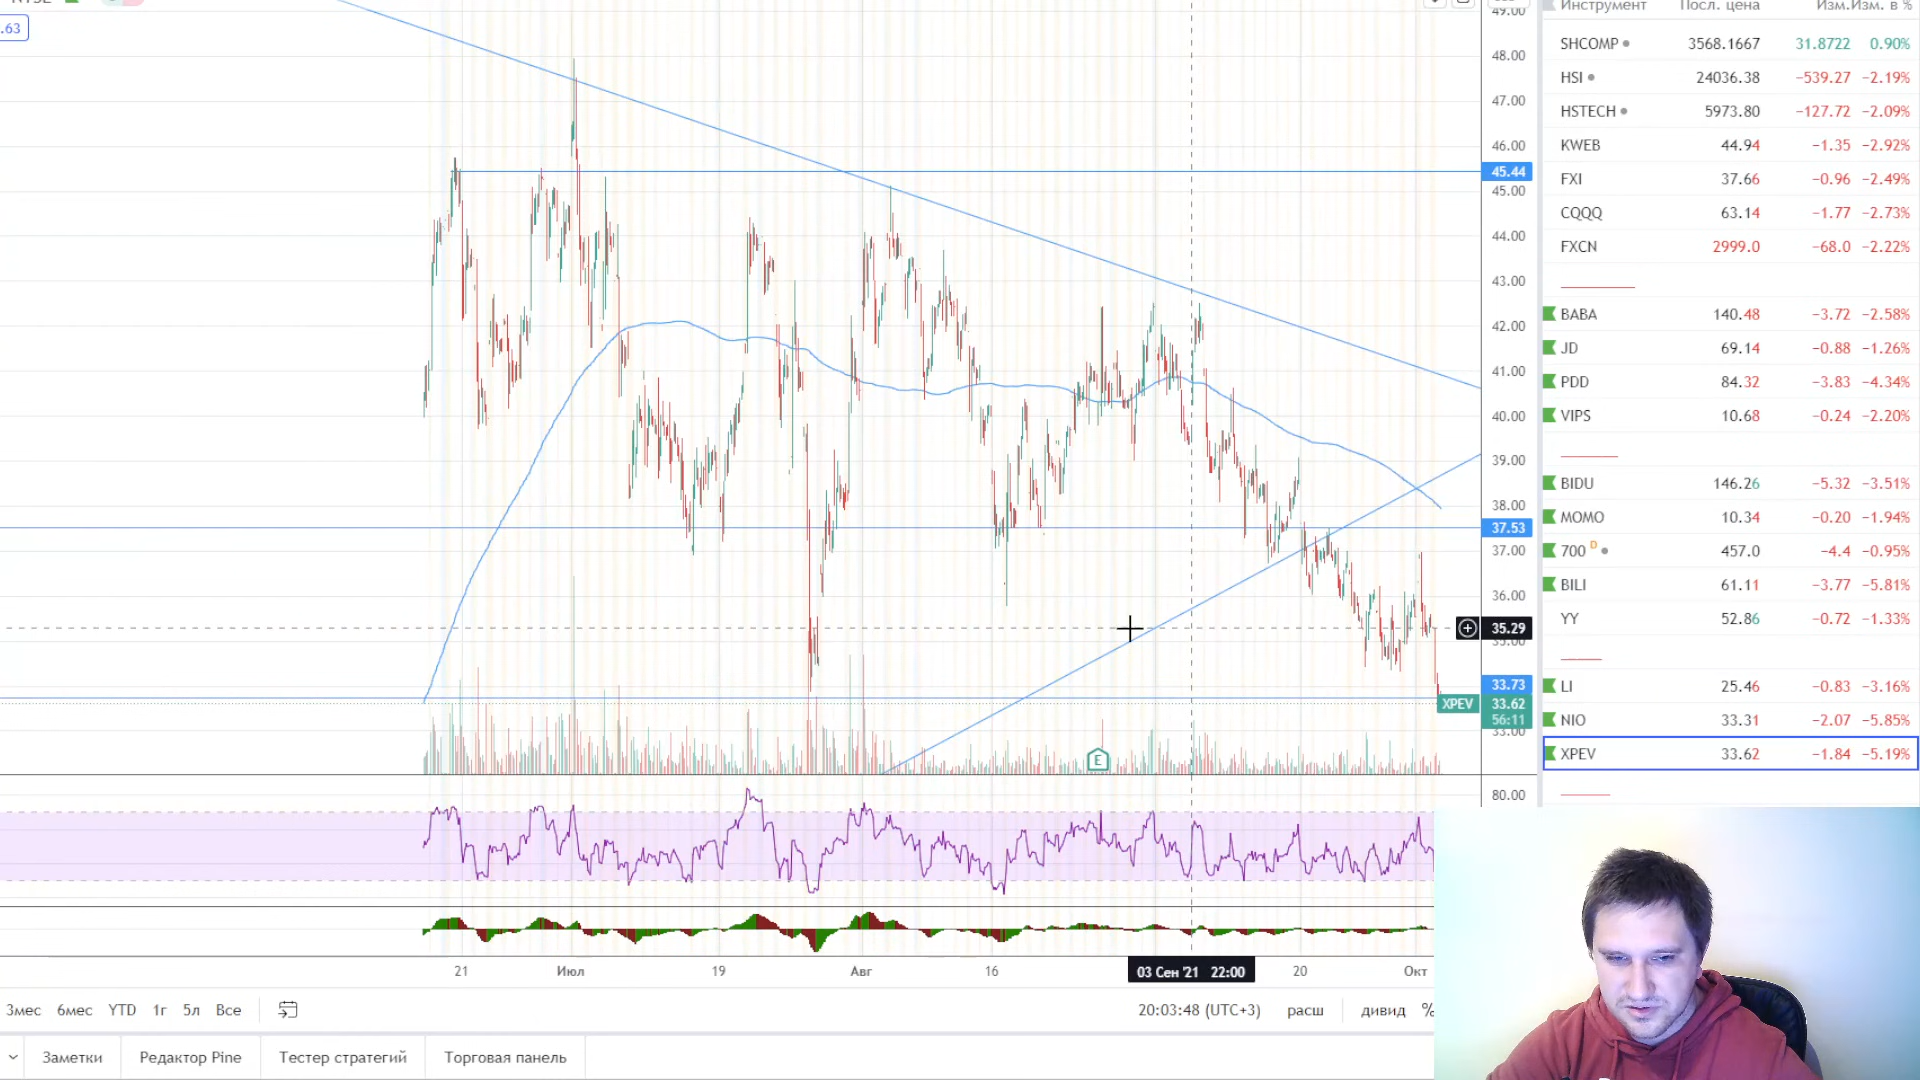 NYSE
.63
49.00
48.00
47.00
46.00
45.44
45.00
44.00
43.00
42.00
41.00
40.00
39.00
38.00
37.53
37.00
36.00
35.29
35.00
33.73
XPEV 33.62
56:11
33.00
80.00
E
21 Июл 19 Авг 16 03 Сен '21 22:00 20 Окт
3мес 6мес YTD 1г 5л Все 20:03:48 (UTC+3) расш дивид %
Заметки Редактор Pine Тестер стратегий Торговая панель
Инструмент Посл. цена Изм. Изм. в %
SHCOMP 3568.1667 31.8722 0.90%
HSI 24036.38 −539.27 −2.19%
HSTECH 5973.80 −127.72 −2.09%
KWEB 44.94 −1.35 −2.92%
FXI 37.66 −0.96 −2.49%
CQQQ 63.14 −1.77 −2.73%
FXCN 2999.0 −68.0 −2.22%
BABA 140.48 −3.72 −2.58%
JD 69.14 −0.88 −1.26%
PDD 84.32 −3.83 −4.34%
VIPS 10.68 −0.24 −2.20%
BIDU 146.26 −5.32 −3.51%
MOMO 10.34 −0.20 −1.94%
700 D 457.0 −4.4 −0.95%
BILI 61.11 −3.77 −5.81%
YY 52.86 −0.72 −1.33%
LI 25.46 −0.83 −3.16%
NIO 33.31 −2.07 −5.85%
XPEV 33.62 −1.84 −5.19%